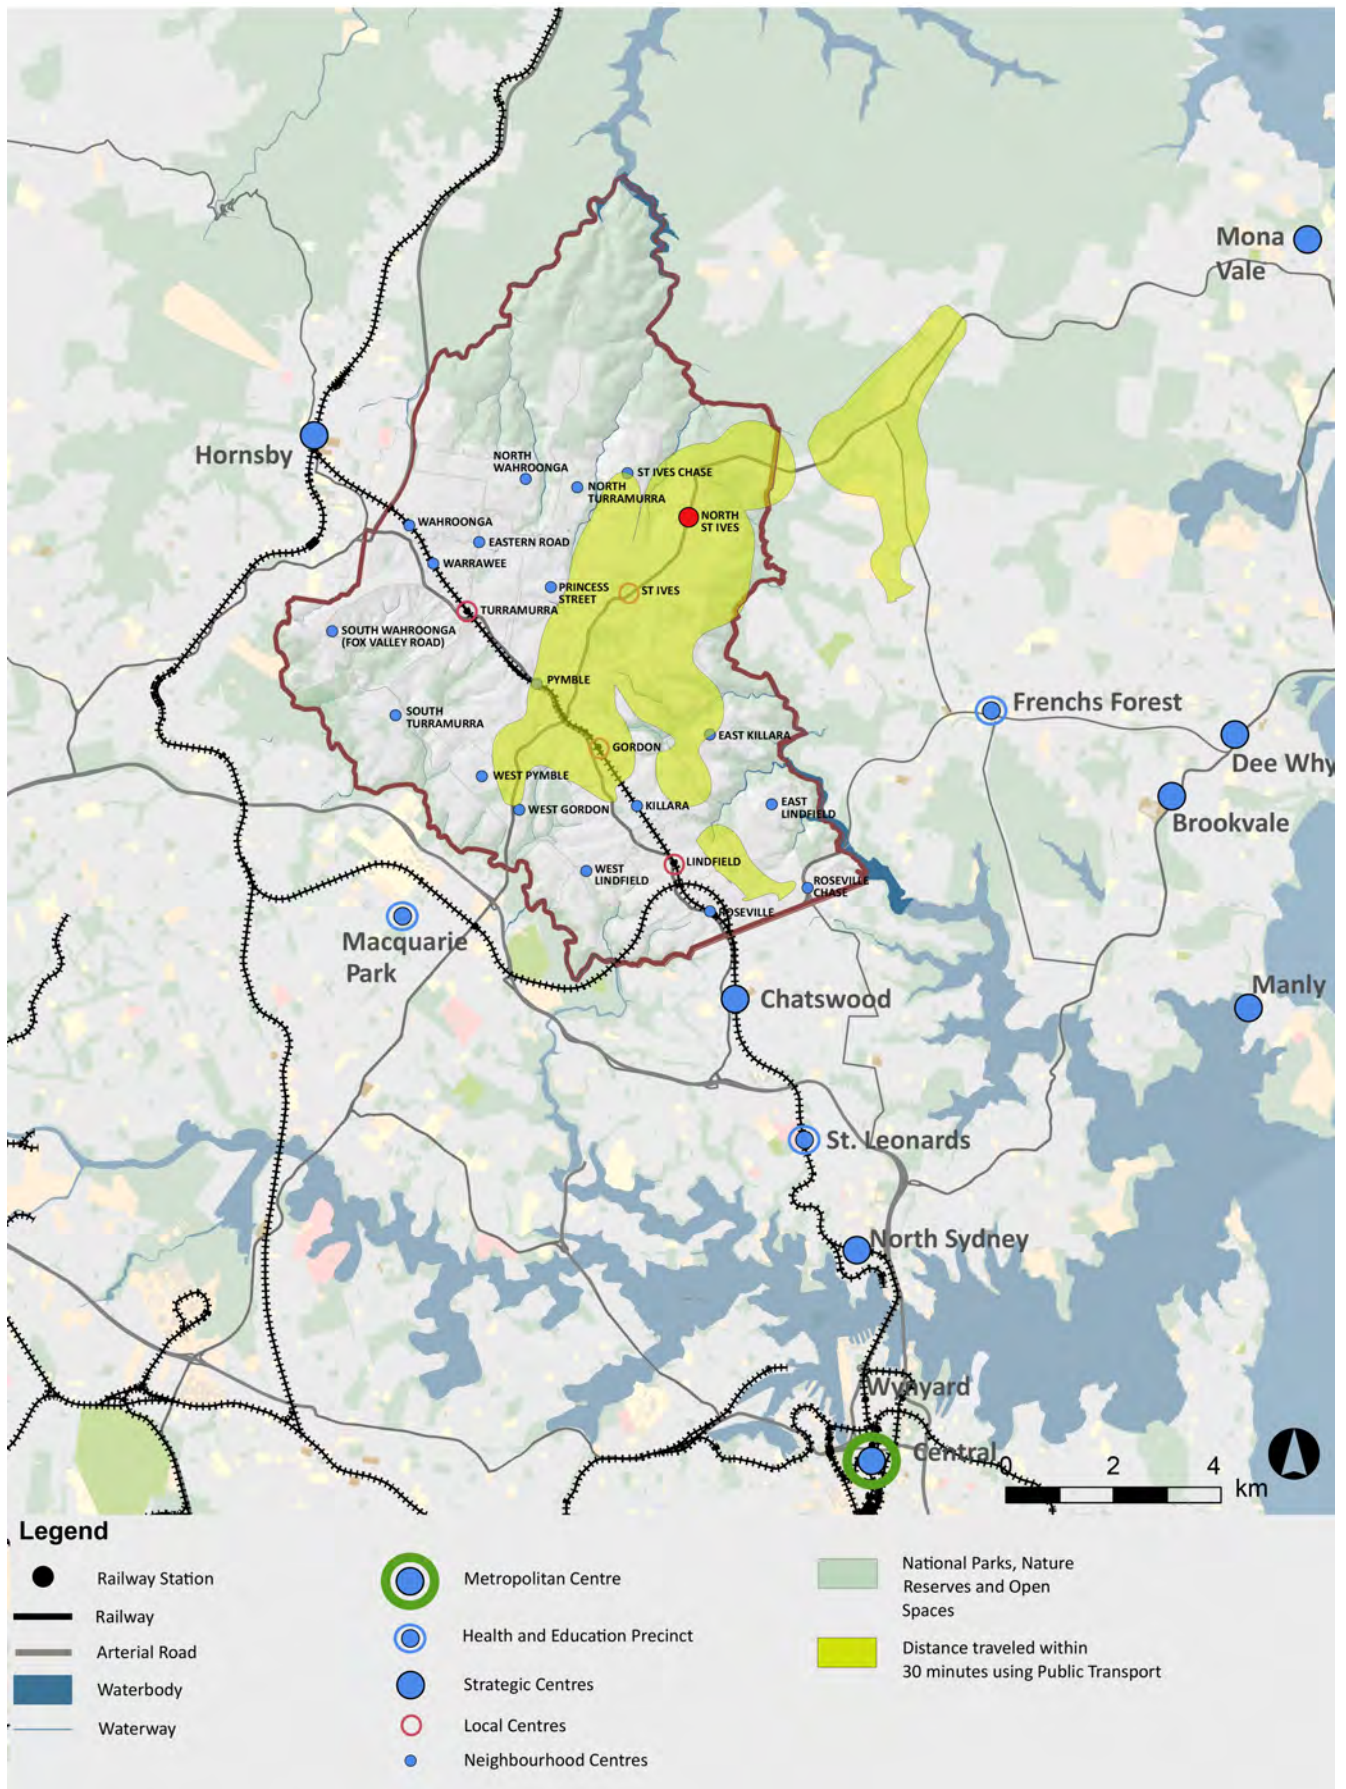 Mona
Vale
Hornsby
NORTH
WAHROONGA
ST IVES CHASE
NORTH
TURRAMURRA
NORTH
ST IVES
WAHROONGA
EASTERN ROAD
WARRAWEE
PRINCESS
STREET
ST IVES
TURRAMURRA
SOUTH WAHROONGA
(FOX VALLEY ROAD)
PYMBLE
SOUTH
TURRAMURRA
Frenchs Forest
EAST KILLARA
GORDON
Dee Why
WEST PYMBLE
WEST GORDON
KILLARA
EAST
LINDFIELD
Brookvale
LINDFIELD
WEST
LINDFIELD
ROSEVILLE
CHASE
ROSEVILLE
Macquarie
Park
Chatswood
Manly
St. Leonards
North Sydney
Wynyard
Central
0 2 4
km
Legend
Railway Station
Railway
Arterial Road
Waterbody
Waterway
Metropolitan Centre
Health and Education Precinct
Strategic Centres
Local Centres
Neighbourhood Centres
National Parks, Nature
Reserves and Open
Spaces
Distance traveled within
30 minutes using Public Transport